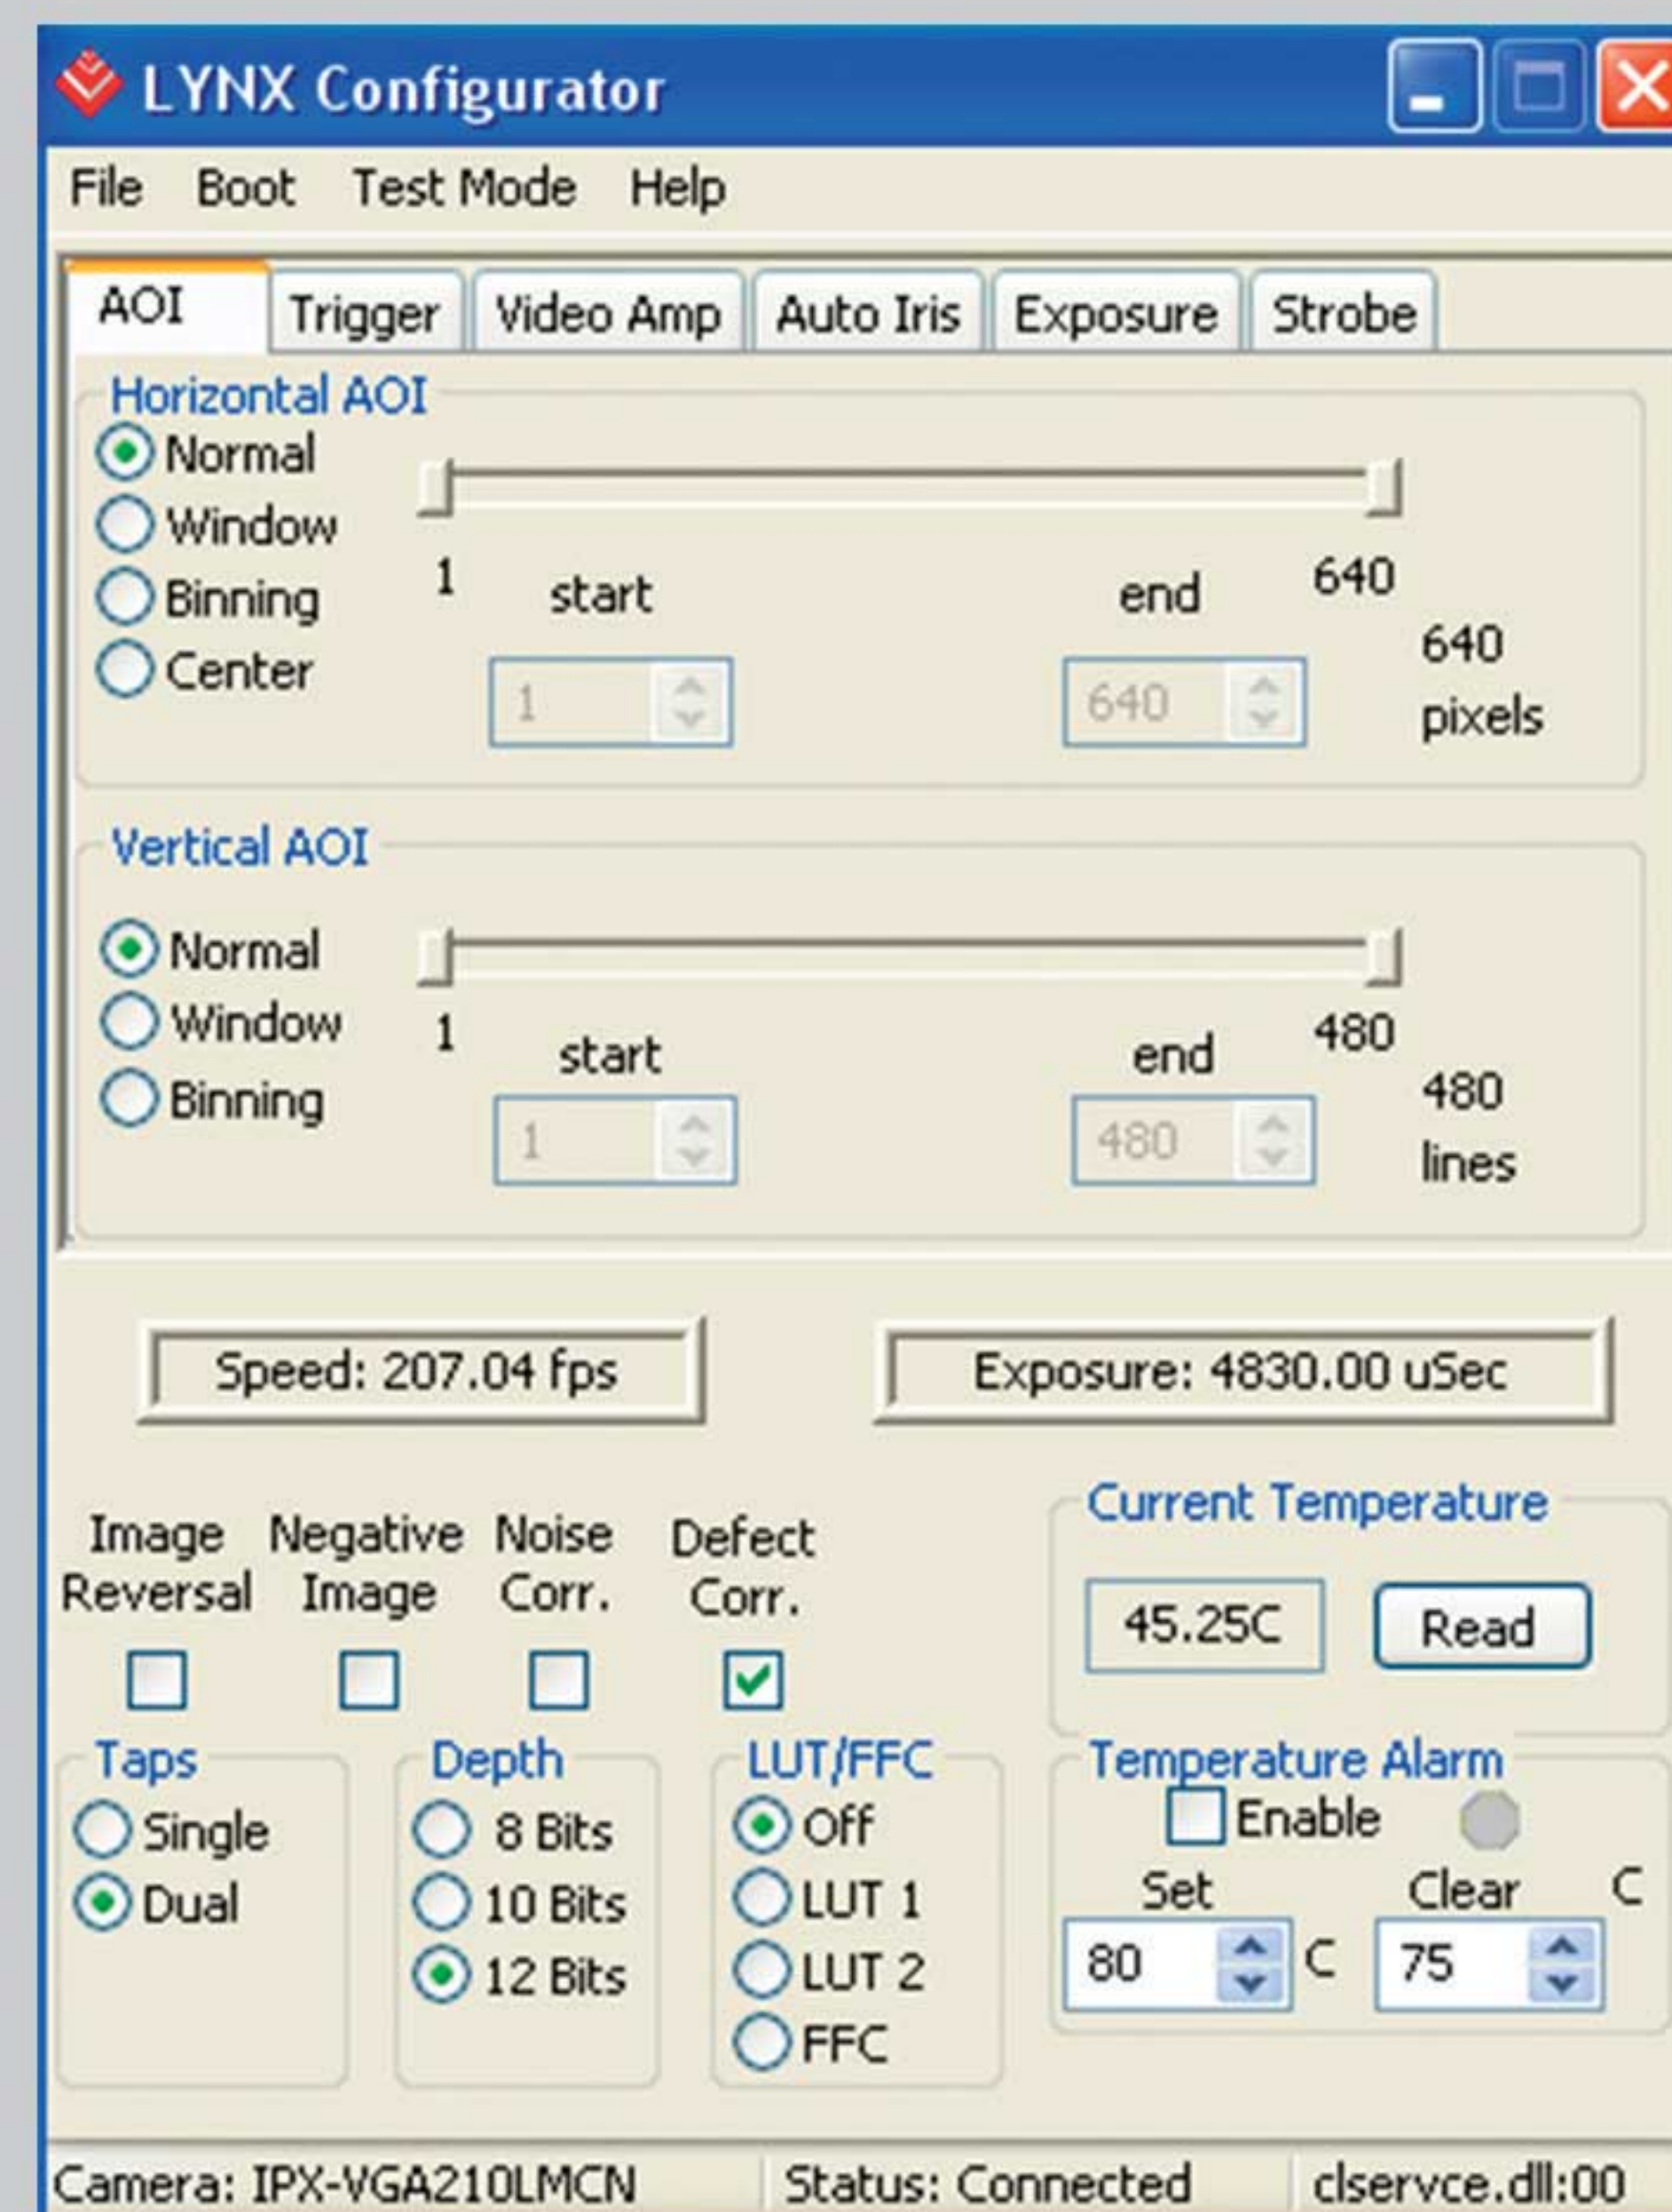 LYNX Configurator
File Boot Test Mode Help
AOI Trigger Video Amp Auto Iris Exposure Strobe
Horizontal AOI
Normal
Window
Binning
Center
1 start end 640
1 640
640
pixels
Vertical AOI
Normal
Window
Binning
1 start end 480
1 480
480
lines
Speed: 207.04 fps Exposure: 4830.00 uSec
Image Reversal
Negative Image
Noise Corr.
Defect Corr.
Current Temperature
45.25C Read
Taps
Single
Dual
Depth
8 Bits
10 Bits
12 Bits
LUT/FFC
Off
LUT 1
LUT 2
FFC
Temperature Alarm
Enable
Set Clear C
80 C 75
Camera: IPX-VGA210LMCN Status: Connected clservce.dll:00